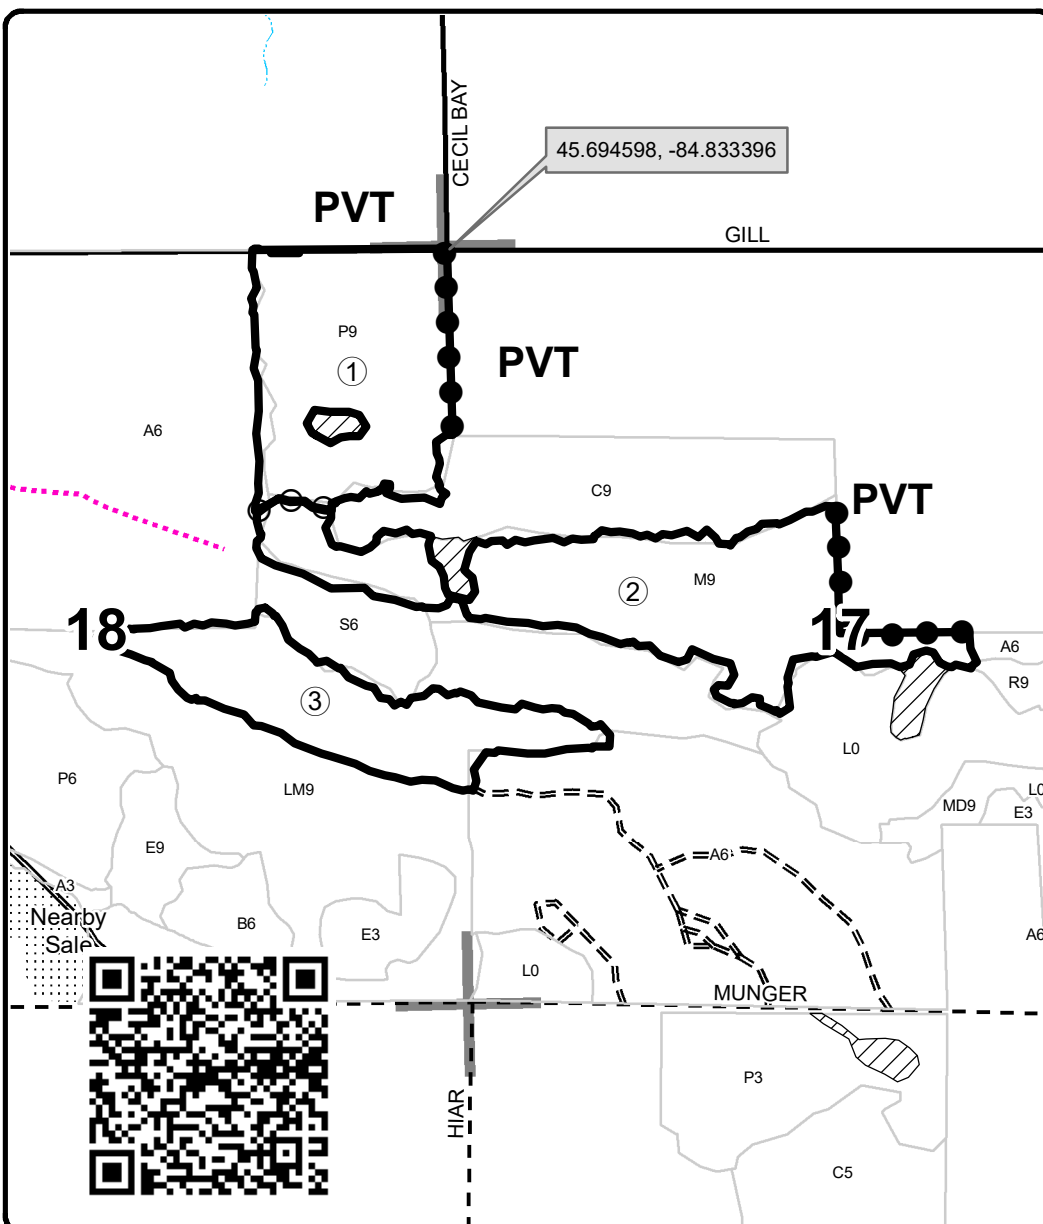 CECIL BAY
45.694598, -84.833396
PVT
GILL
P9
PVT
1
A6
C9
PVT
M9
2
18
S6
17
A6
R9
3
L0
P6
LM9
L0
MD9
E3
E9
A6
A3
Nearby
Sale
B6
E3
A6
L0
MUNGER
P3
HIAR
C5